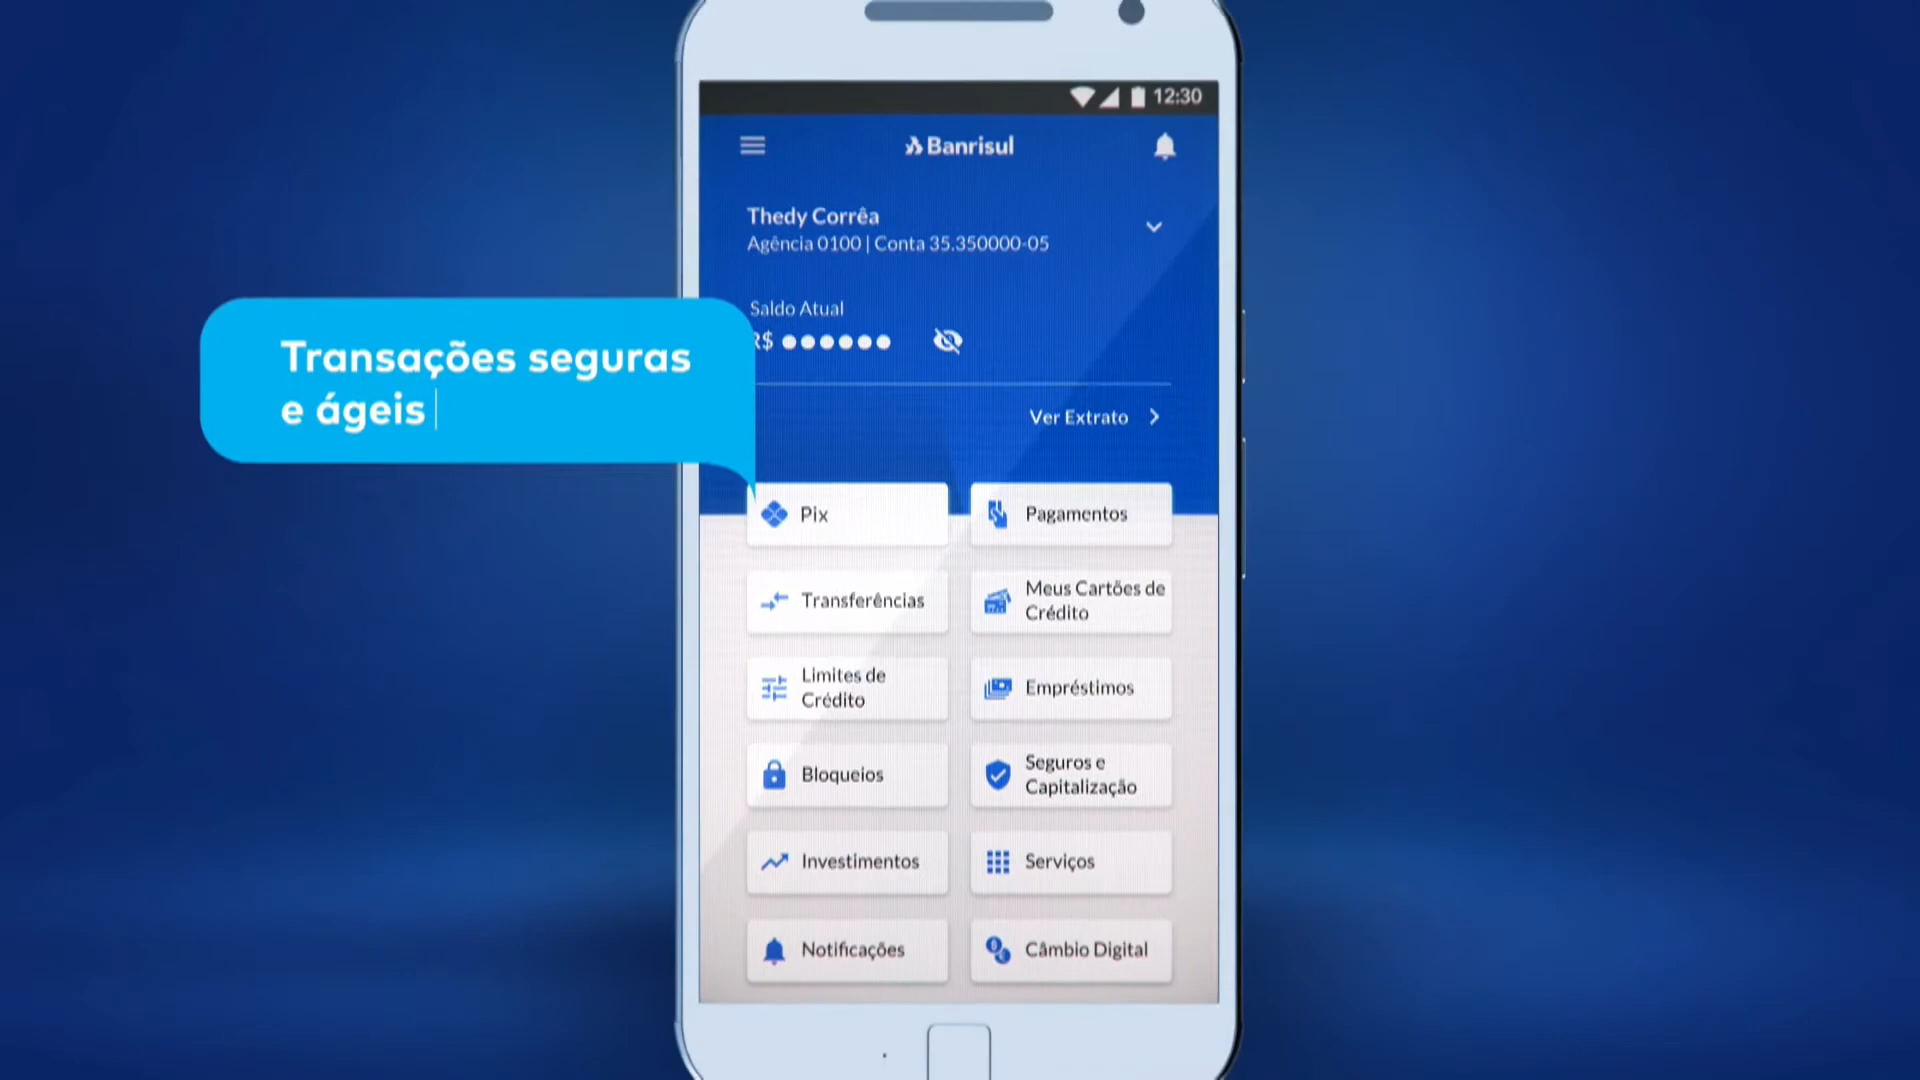 12:30
Banrisul
Thedy Corrêa
Agência 0100 | Conta 35.350000-05
Saldo Atual
R$
Transações seguras
e ágeis
Ver Extrato
Pix
Pagamentos
Transferências
Meus Cartões de
Crédito
Limites de
Crédito
Empréstimos
Bloqueios
Seguros e
Capitalização
Investimentos
Serviços
Notificações
Câmbio Digital